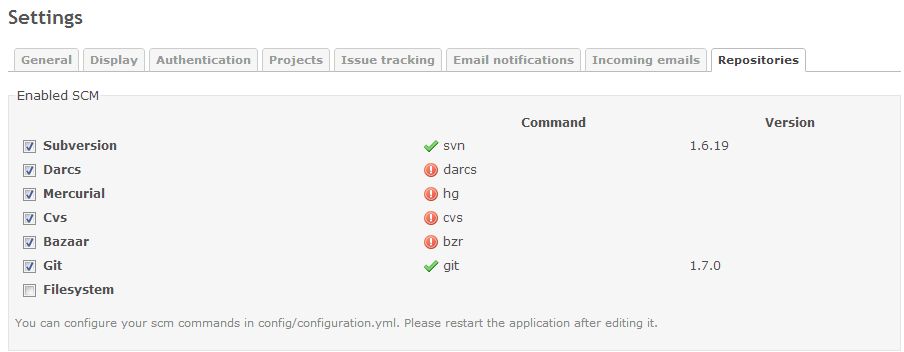 Settings
General Display Authentication Projects Issue tracking Email notifications Incoming emails Repositories
Enabled SCM
Command Version
Subversion svn 1.6.19
Darcs darcs
Mercurial hg
Cvs cvs
Bazaar bzr
Git git 1.7.0
Filesystem
You can configure your scm commands in config/configuration.yml. Please restart the application after editing it.